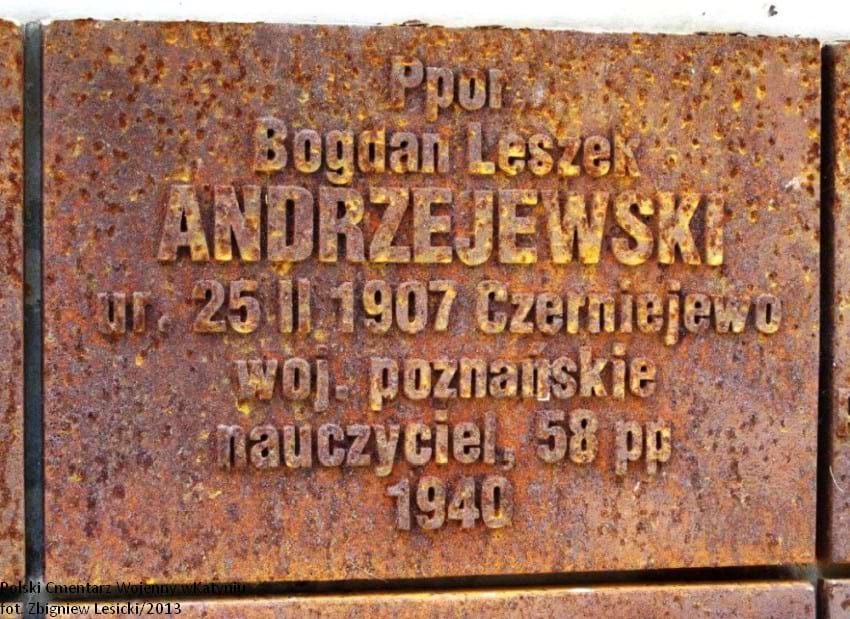 Ppor
Bogdan Leszek
ANDRZEJEWSKI
ur. 25 II 1907 Czerniejewo
woj. poznańskie
nauczyciel, 58 pp
1940
Polski Cmentarz Wojenny wKatyniu
fot. Zbigniew Lesicki/2013